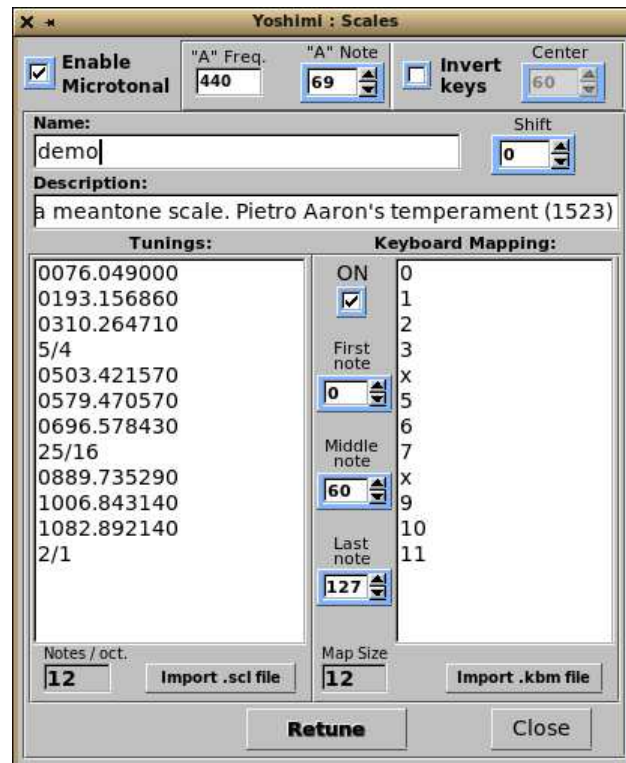 Yoshimi : Scales
Enable Microtonal
"A" Freq.
440
"A" Note
69
Invert keys
Center
60
Name:
demo
Shift
0
Description:
a meantone scale. Pietro Aaron's temperament (1523)
Tunings:
0076.049000
0193.156860
0310.264710
5/4
0503.421570
0579.470570
0696.578430
25/16
0889.735290
1006.843140
1082.892140
2/1
Notes / oct.
12
Import .scl file
Keyboard Mapping:
ON
First note
0
Middle note
60
Last note
127
0
1
2
3
x
5
6
7
x
9
10
11
Map Size
12
Import .kbm file
Retune
Close